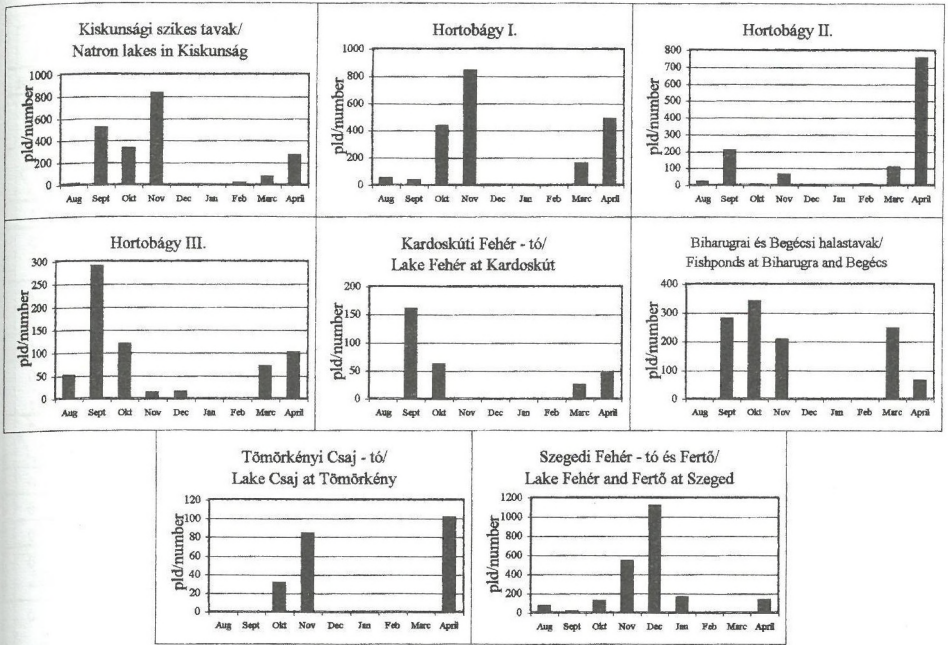 Kiskunsági szikes tavak/
Natron lakes in Kiskunság
pld/number
1000
800
600
400
200
0
Aug Sept Okt Nov Dec Jan Feb Marc April
Hortobágy I.
pld/number
1000
800
600
400
200
0
Aug Sept Okt Nov Dec Jan Feb Marc April
Hortobágy II.
pld/number
800
700
600
500
400
300
200
100
0
Aug Sept Okt Nov Dec Jan Feb Marc April
Hortobágy III.
pld/number
300
250
200
150
100
50
0
Aug Sept Okt Nov Dec Jan Feb Marc April
Kardoskúti Fehér - tó/
Lake Fehér at Kardoskút
pld/number
200
150
100
50
0
Aug Sept Okt Nov Dec Jan Feb Marc April
Biharugrai és Begécsi halastavak/
Fishponds at Biharugra and Begécs
pld/number
400
300
200
100
0
Aug Sept Okt Nov Dec Jan Feb Marc April
Tömörkényi Csaj - tó/
Lake Csaj at Tömörkény
pld/number
120
100
80
60
40
20
0
Aug Sept Okt Nov Dec Jan Feb Marc April
Szegedi Fehér - tó és Fertő/
Lake Fehér and Fertő at Szeged
pld/number
1200
1000
800
600
400
200
0
Aug Sept Okt Nov Dec Jan Feb Marc April